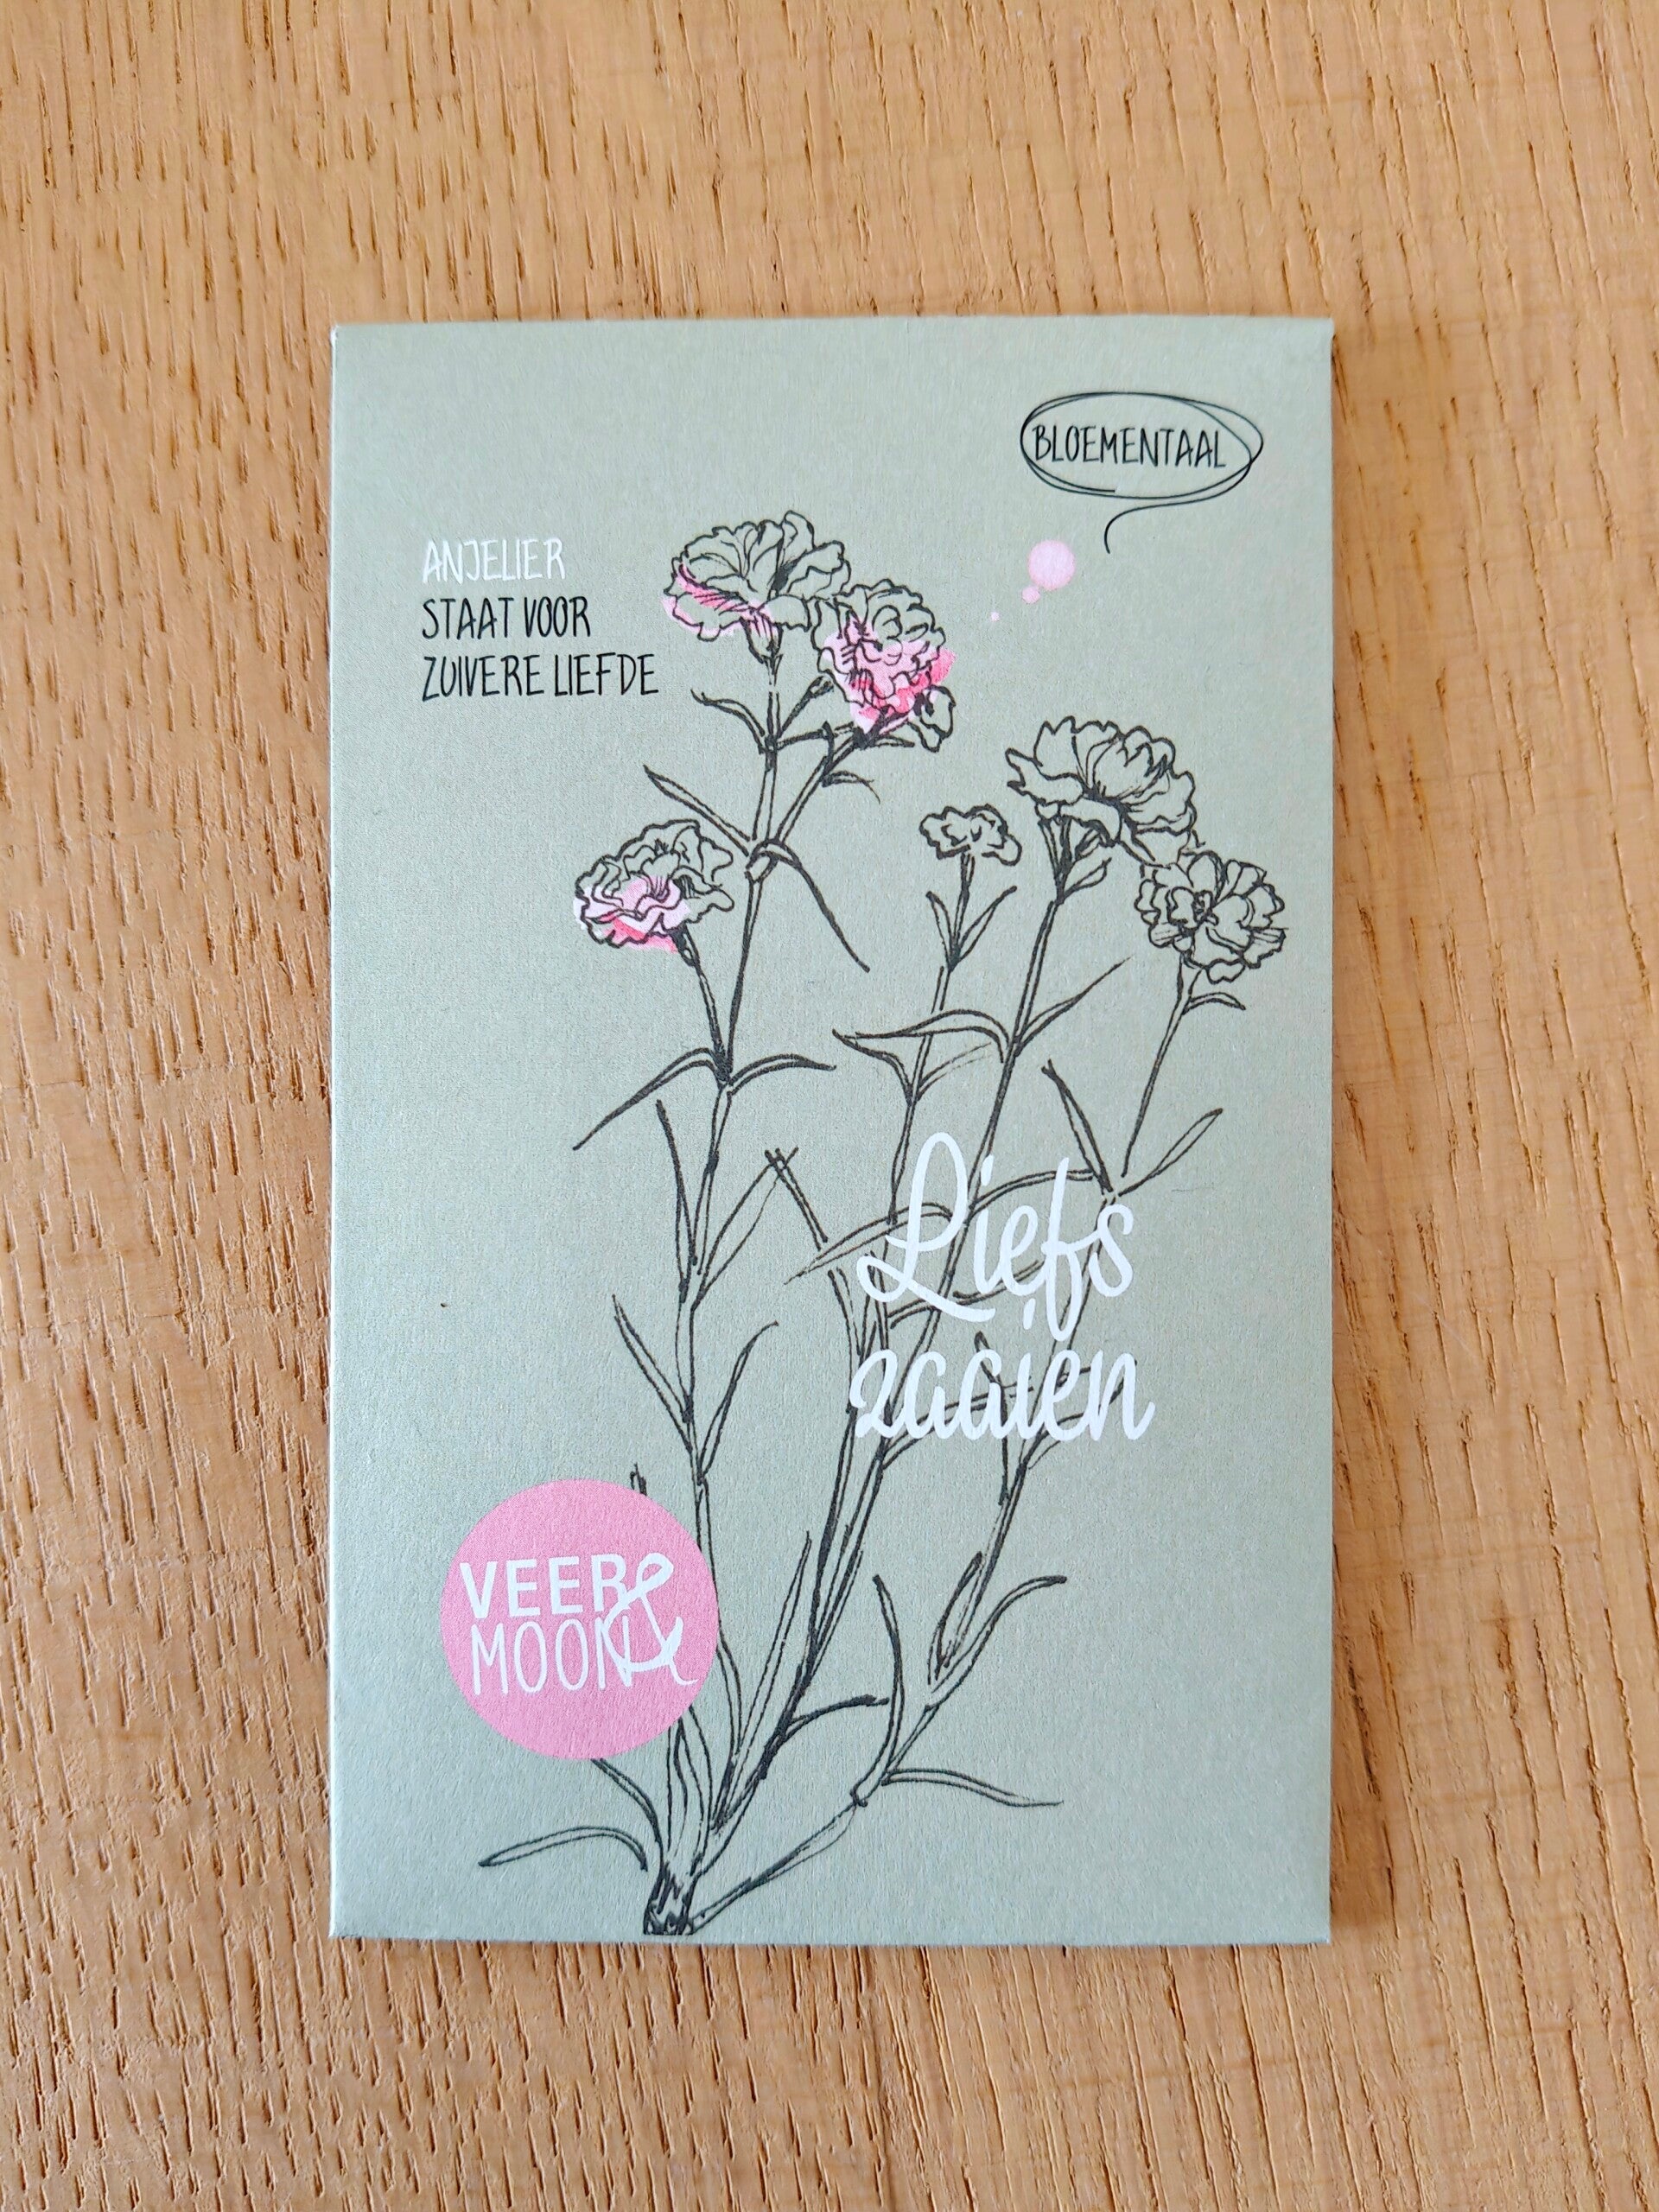 BLOEMENTAAL
ANJELIER
STAAT VOOR
ZUIVERE LIEFDE
Liefs
zaaien
VEER &
MOON